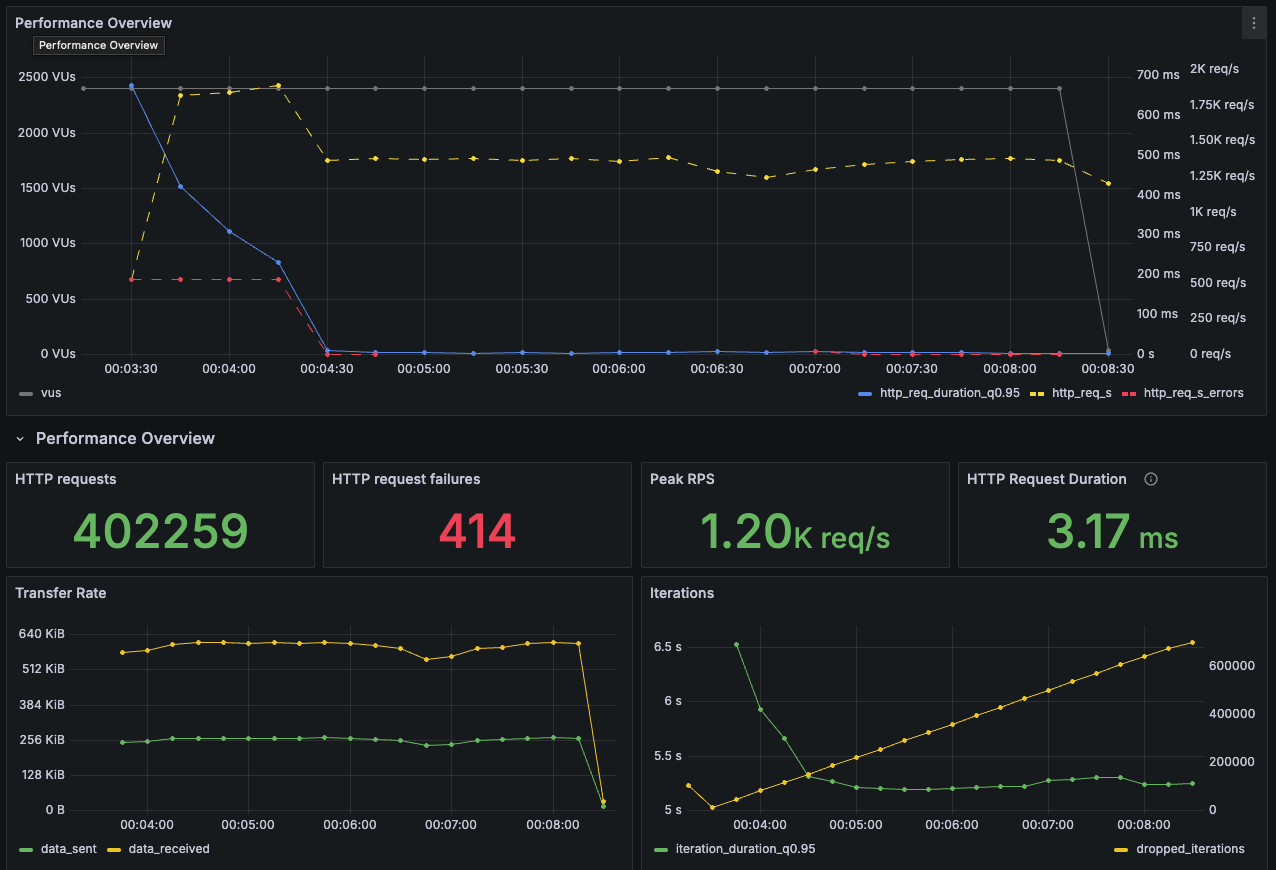 Performance Overview
Performance Overview
2500 VUs
2000 VUs
1500 VUs
1000 VUs
500 VUs
0 VUs
700 ms
600 ms
500 ms
400 ms
300 ms
200 ms
100 ms
0 s
2K req/s
1.75K req/s
1.50K req/s
1.25K req/s
1K req/s
750 req/s
500 req/s
250 req/s
0 req/s
00:03:30 00:04:00 00:04:30 00:05:00 00:05:30 00:06:00 00:06:30 00:07:00 00:07:30 00:08:00 00:08:30
vus
http_req_duration_q0.95 http_req_s http_req_s_errors
Performance Overview
HTTP requests
402259
HTTP request failures
414
Peak RPS
1.20K req/s
HTTP Request Duration
3.17 ms
Transfer Rate
640 KiB
512 KiB
384 KiB
256 KiB
128 KiB
0 B
00:04:00 00:05:00 00:06:00 00:07:00 00:08:00
data_sent data_received
Iterations
6.5 s
6 s
5.5 s
5 s
600000
400000
200000
0
00:04:00 00:05:00 00:06:00 00:07:00 00:08:00
iteration_duration_q0.95 dropped_iterations